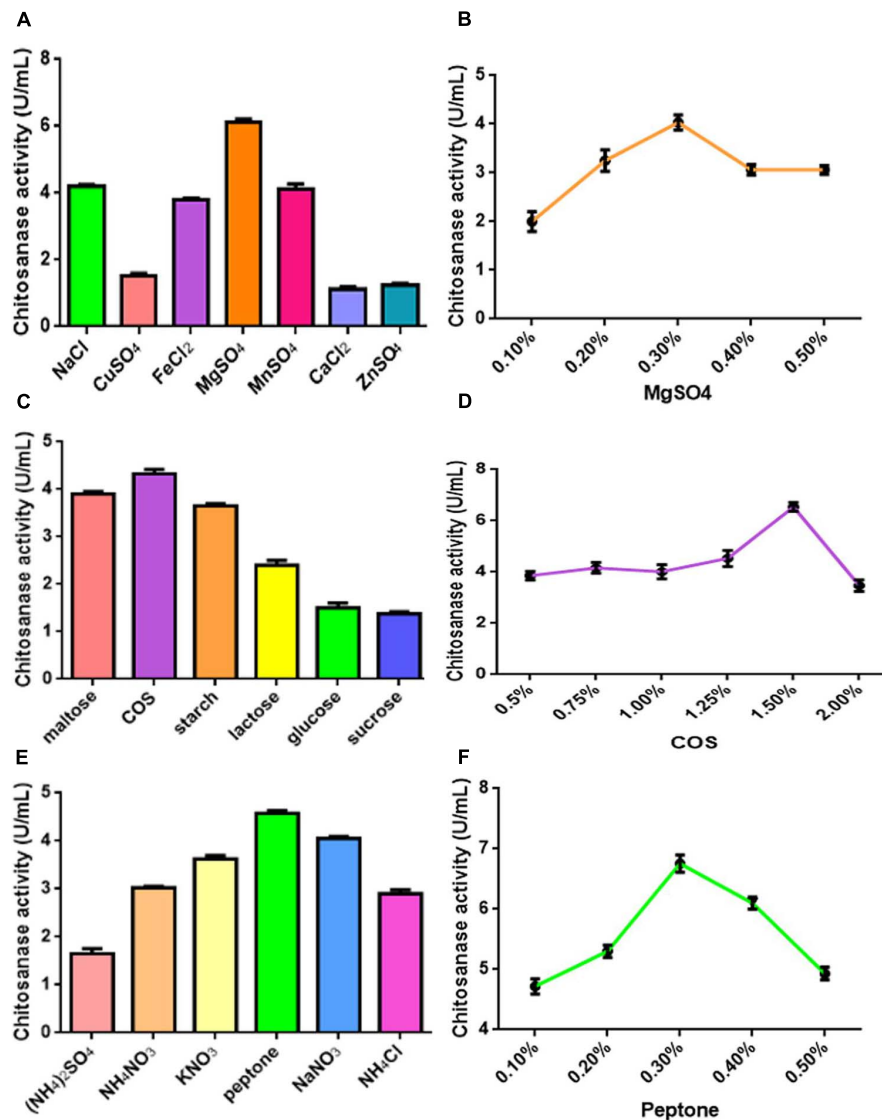 A
Chitosanase activity (U/mL)
8
6
4
2
0
NaCl
CuSO4
FeCl2
MgSO4
MnSO4
CaCl2
ZnSO4
B
Chitosanase activity (U/mL)
5
4
3
2
1
0
0.10%
0.20%
0.30%
0.40%
0.50%
MgSO4
C
Chitosanase activity (U/mL)
5
4
3
2
1
0
maltose
COS
starch
lactose
glucose
sucrose
D
Chitosanase activity (U/mL)
8
6
4
2
0
0.5%
0.75%
1.00%
1.25%
1.50%
2.00%
COS
E
Chitosanase activity (U/mL)
5
4
3
2
1
0
(NH4)2SO4
NH4NO3
KNO3
peptone
NaNO3
NH4Cl
F
Chitosanase activity (U/mL)
8
7
6
5
4
0.10%
0.20%
0.30%
0.40%
0.50%
Peptone